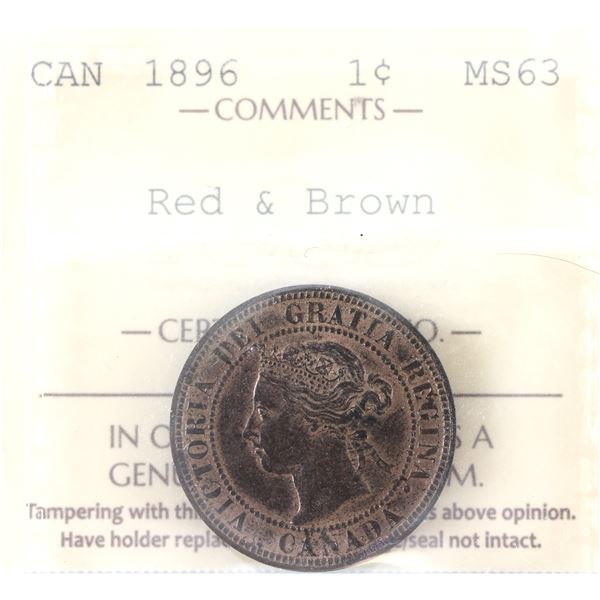 CAN 1896 1¢ MS63
— COMMENTS —
Red & Brown
— CER O. —
VICTORIA DEI GRATIA REGINA
CANADA
IN S A
GENU M.
Tampering with th s above opinion.
Have holder repla /seal not intact.